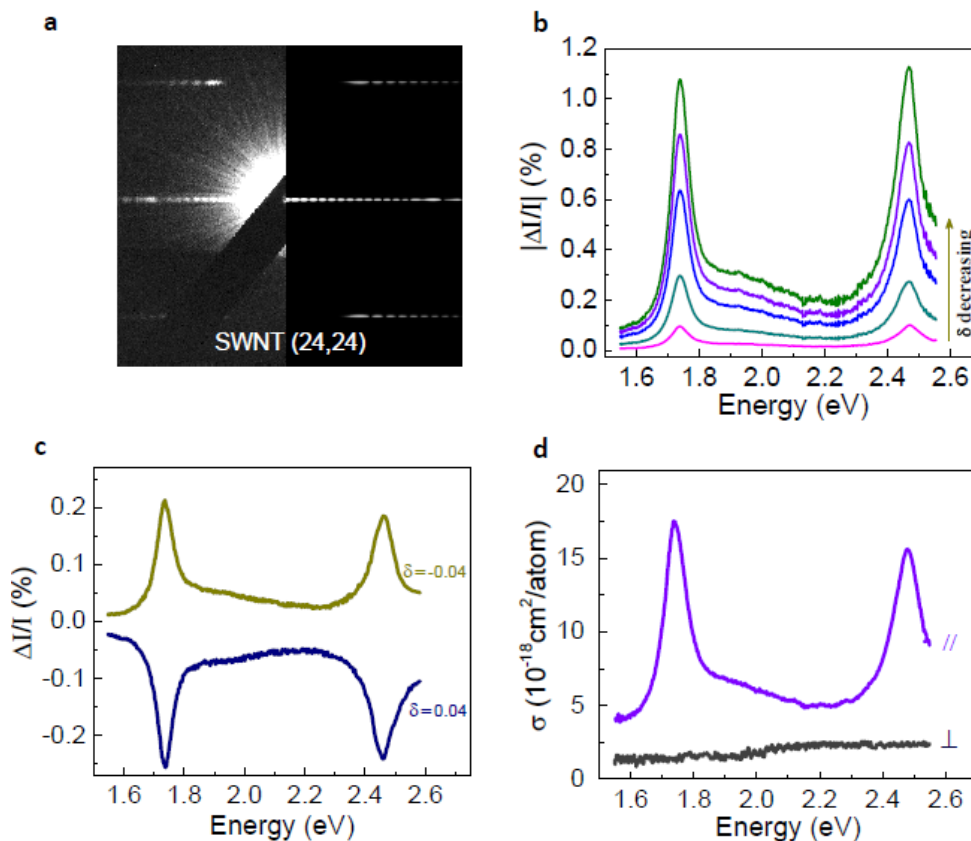 a
SWNT (24,24)
b
|ΔI/I| (%)
1.2
1.0
0.8
0.6
0.4
0.2
0.0
1.6 1.8 2.0 2.2 2.4 2.6
Energy (eV)
δ decreasing
c
ΔI/I (%)
0.2
0.1
0.0
-0.1
-0.2
δ=-0.04
δ=0.04
1.6 1.8 2.0 2.2 2.4 2.6
Energy (eV)
d
σ (10⁻¹⁸cm²/atom)
20
15
10
5
0
//
⊥
1.6 1.8 2.0 2.2 2.4 2.6
Energy (eV)